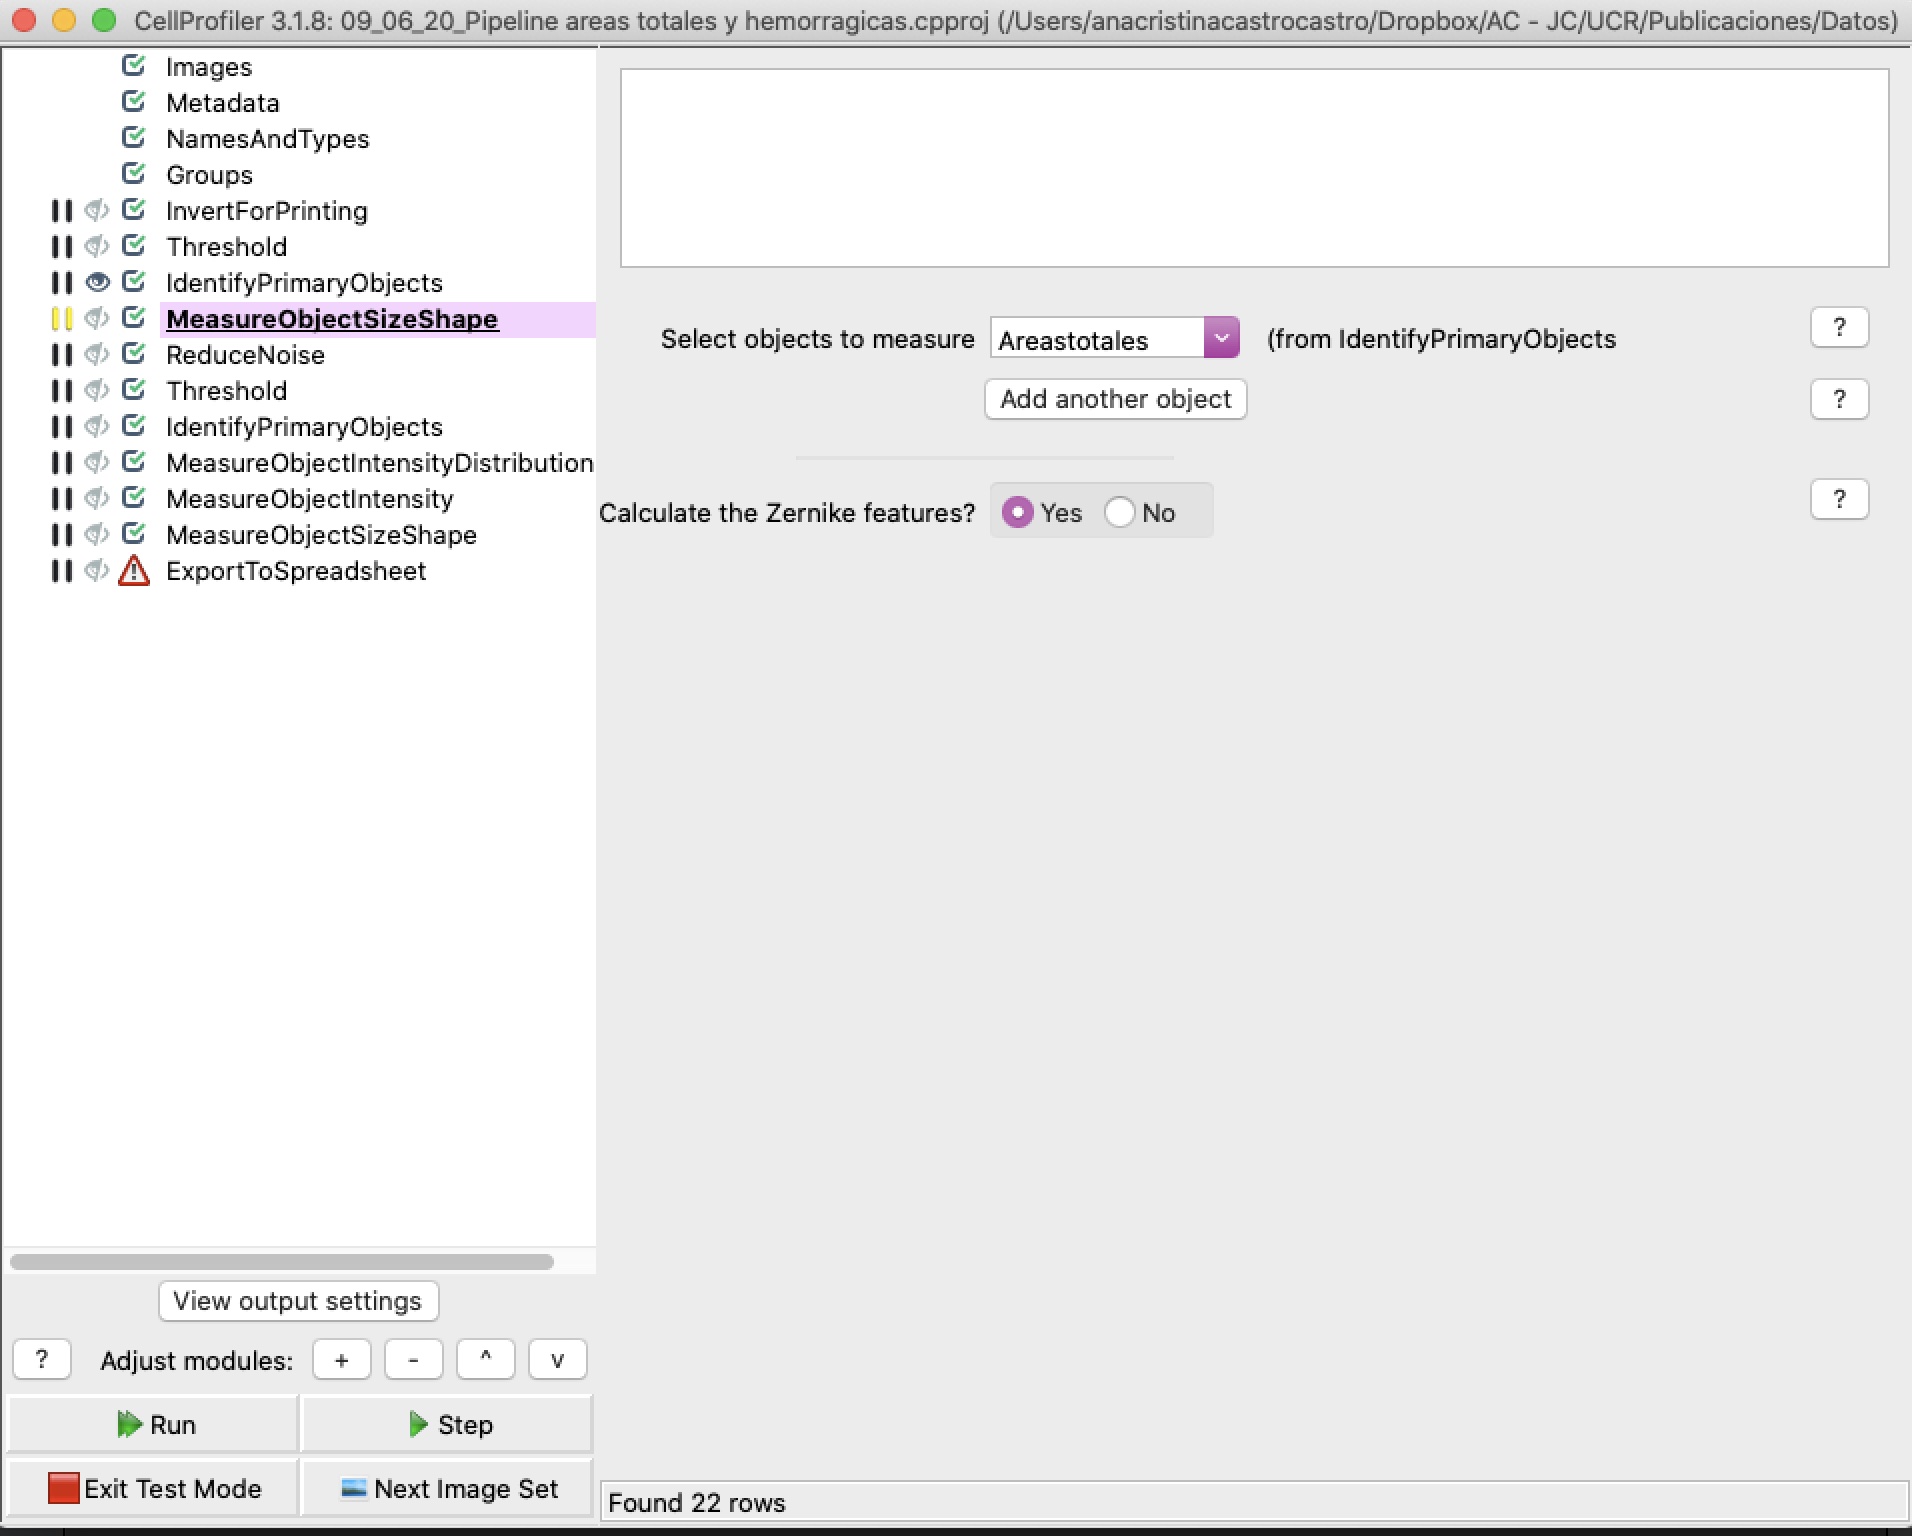 CellProfiler 3.1.8: 09_06_20_Pipeline areas totales y hemorragicas.cpproj (/Users/anacristinacastrocastro/Dropbox/AC - JC/UCR/Publicaciones/Datos)
Images
Metadata
NamesAndTypes
Groups
InvertForPrinting
Threshold
IdentifyPrimaryObjects
MeasureObjectSizeShape
ReduceNoise
Threshold
IdentifyPrimaryObjects
MeasureObjectIntensityDistribution
MeasureObjectIntensity
MeasureObjectSizeShape
ExportToSpreadsheet
View output settings
? Adjust modules: + - ^ v
Run Step
Exit Test Mode Next Image Set
Select objects to measure Areastotales (from IdentifyPrimaryObjects ?
Add another object ?
Calculate the Zernike features? Yes No ?
Found 22 rows